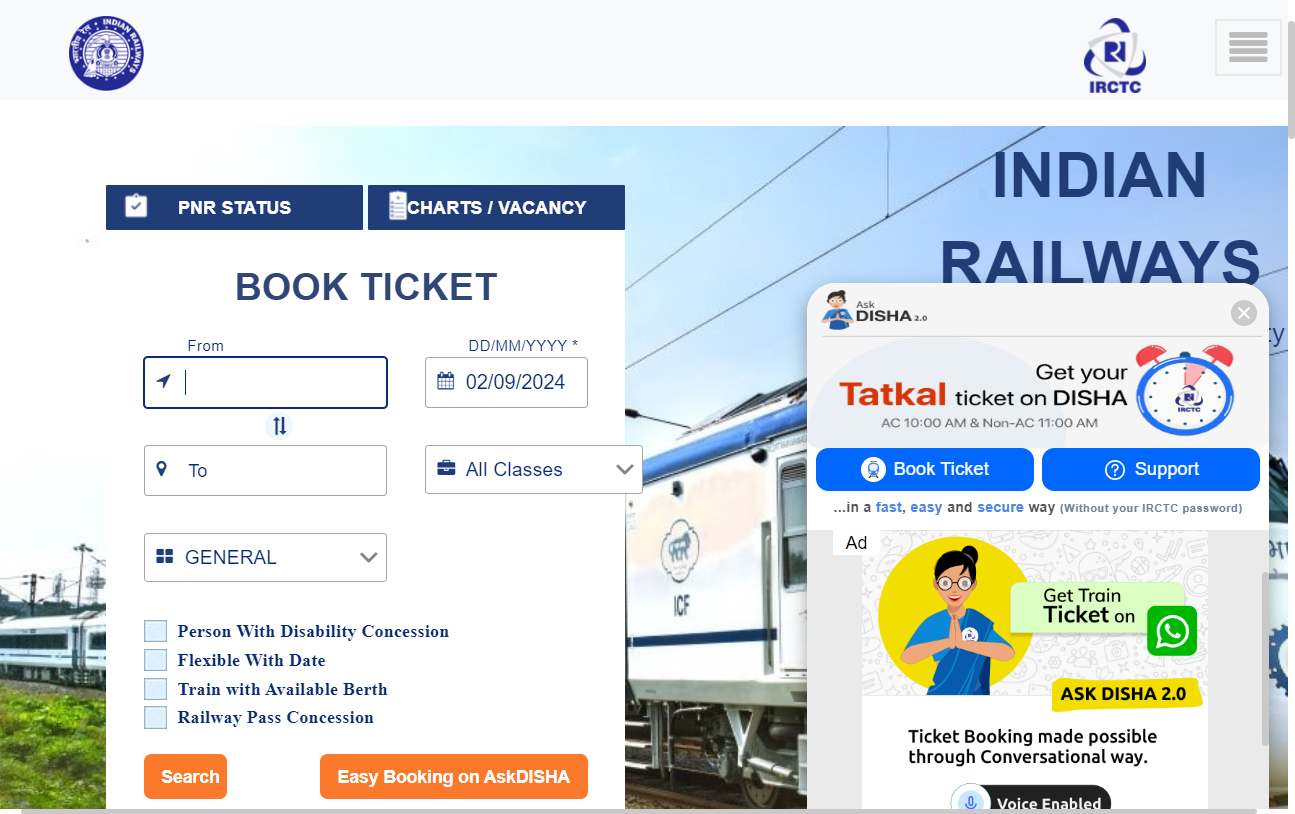 INDIAN RAILWAYS
IRCTC
INDIAN
RAILWAYS
PNR STATUS
CHARTS / VACANCY
BOOK TICKET
From
DD/MM/YYYY *
02/09/2024
To
All Classes
GENERAL
Person With Disability Concession
Flexible With Date
Train with Available Berth
Railway Pass Concession
Search
Easy Booking on AskDISHA
ICF
Ask
DISHA 2.0
Get your
Tatkal ticket on DISHA
AC 10:00 AM & Non-AC 11:00 AM
IRCTC
Book Ticket
Support
...in a fast, easy and secure way (Without your IRCTC password)
Ad
Get Train
Ticket on
ASK DISHA 2.0
Ticket Booking made possible
through Conversational way.
Voice Enabled